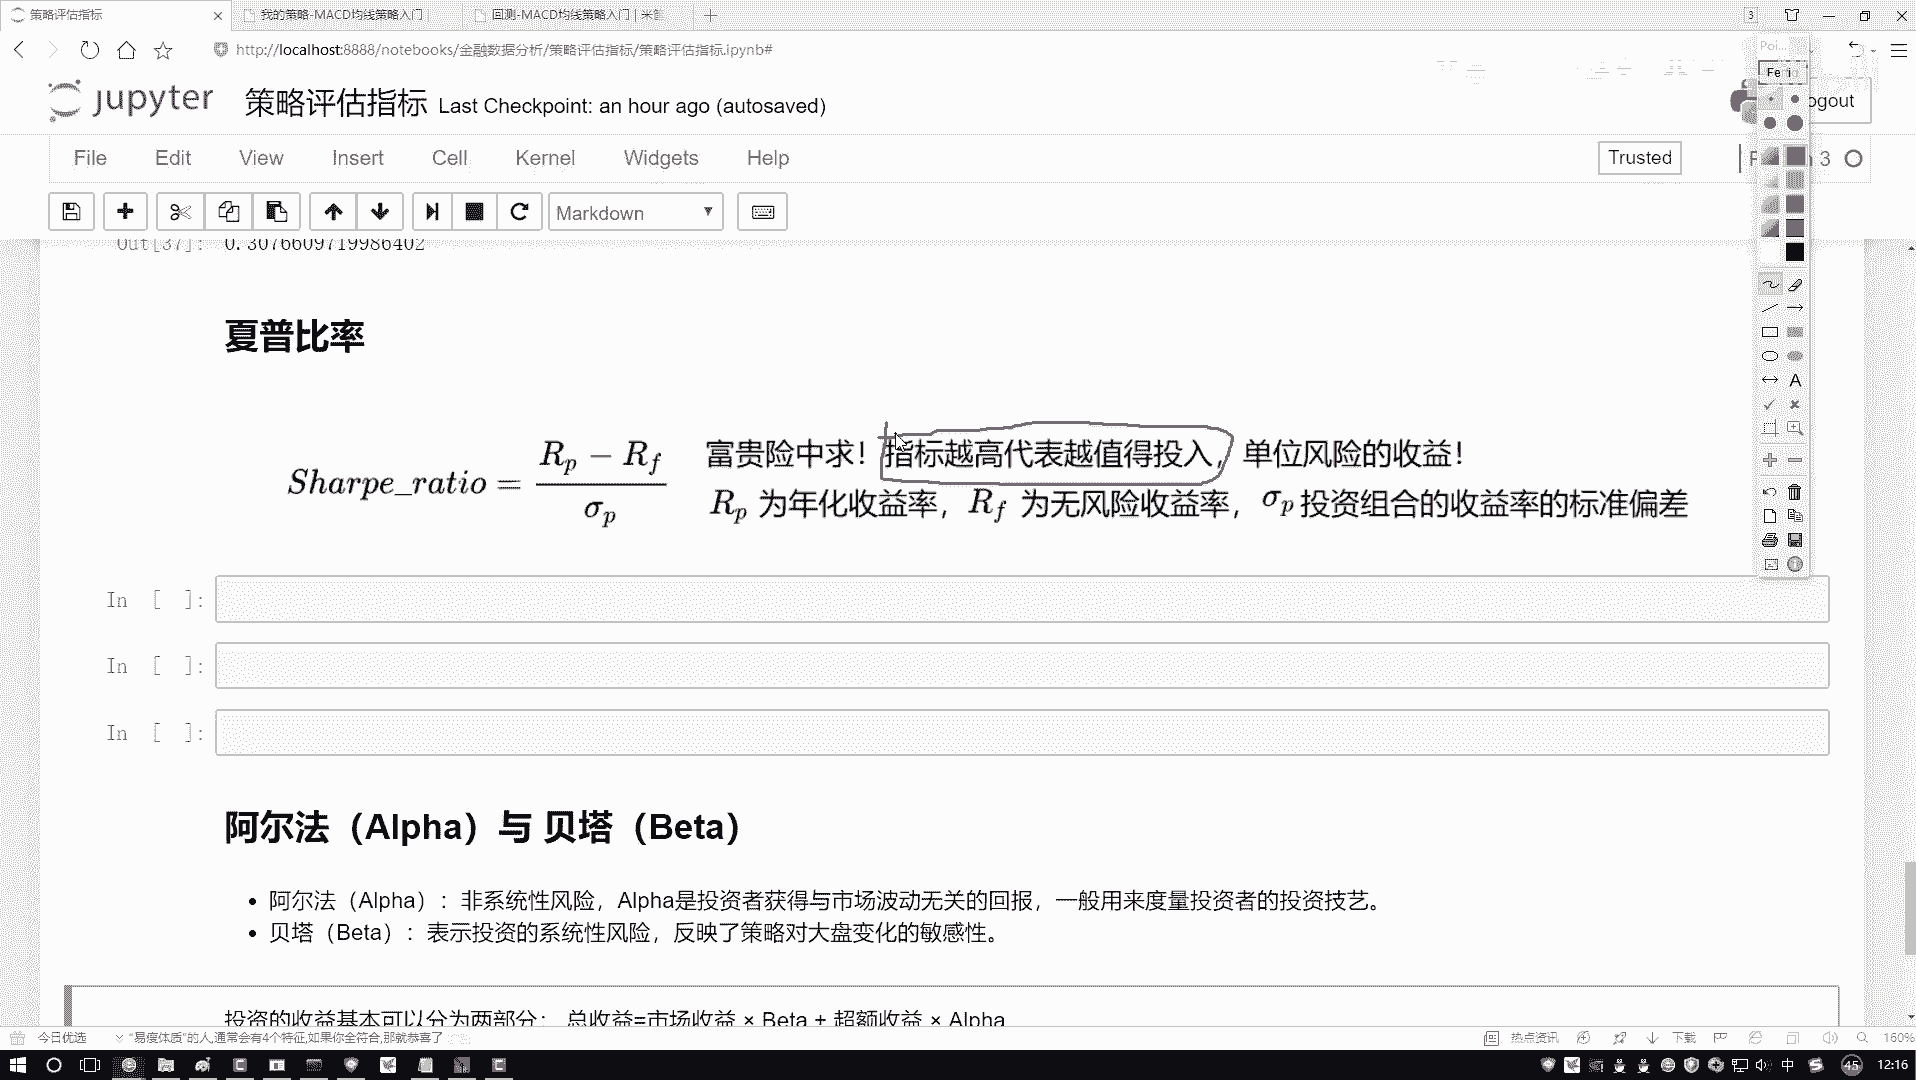 策略评估指标
我的策略-MACD均线策略入门
回测-MACD均线策略入门 | 米筐
3
http://localhost:8888/notebooks/金融数据分析/策略评估指标/策略评估指标.ipynb#
Poi...
jupyter 策略评估指标 Last Checkpoint: an hour ago (autosaved)
ogout
File Edit View Insert Cell Kernel Widgets Help
Trusted
3
Markdown
Out[37]: 0.3076609719986402
夏普比率
Sharpe_ratio = (R_p − R_f) / σ_p
富贵险中求！指标越高代表越值得投入，单位风险的收益！
R_p 为年化收益率，R_f 为无风险收益率，σ_p 投资组合的收益率的标准偏差
In [ ]:
In [ ]:
In [ ]:
阿尔法（Alpha）与 贝塔（Beta）
• 阿尔法（Alpha）：非系统性风险，Alpha是投资者获得与市场波动无关的回报，一般用来度量投资者的投资技艺。
• 贝塔（Beta）：表示投资的系统性风险，反映了策略对大盘变化的敏感性。
投资的收益基本可以分为两部分： 总收益=市场收益 × Beta + 超额收益 × Alpha
今日优选
"易瘦体质"的人,通常会有4个特征,如果你全符合,那就恭喜了
热点资讯
下载
160%
中
45
12:16